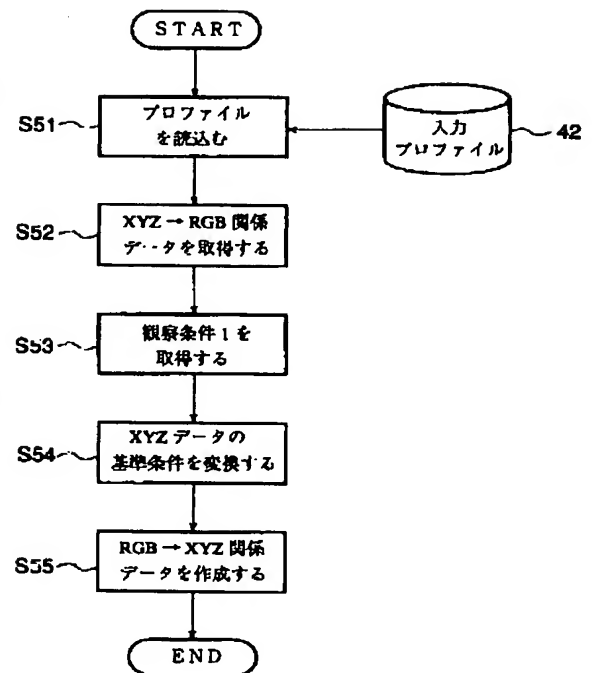 START
S51
プロファイル
を読込む
入力
プロファイル
42
S52
XYZ→RGB 関係
データを取得する
S53
観察条件1を
取得する
S54
XYZデータの
基準条件を変換する
S55
RGB→XYZ 関係
データを作成する
END